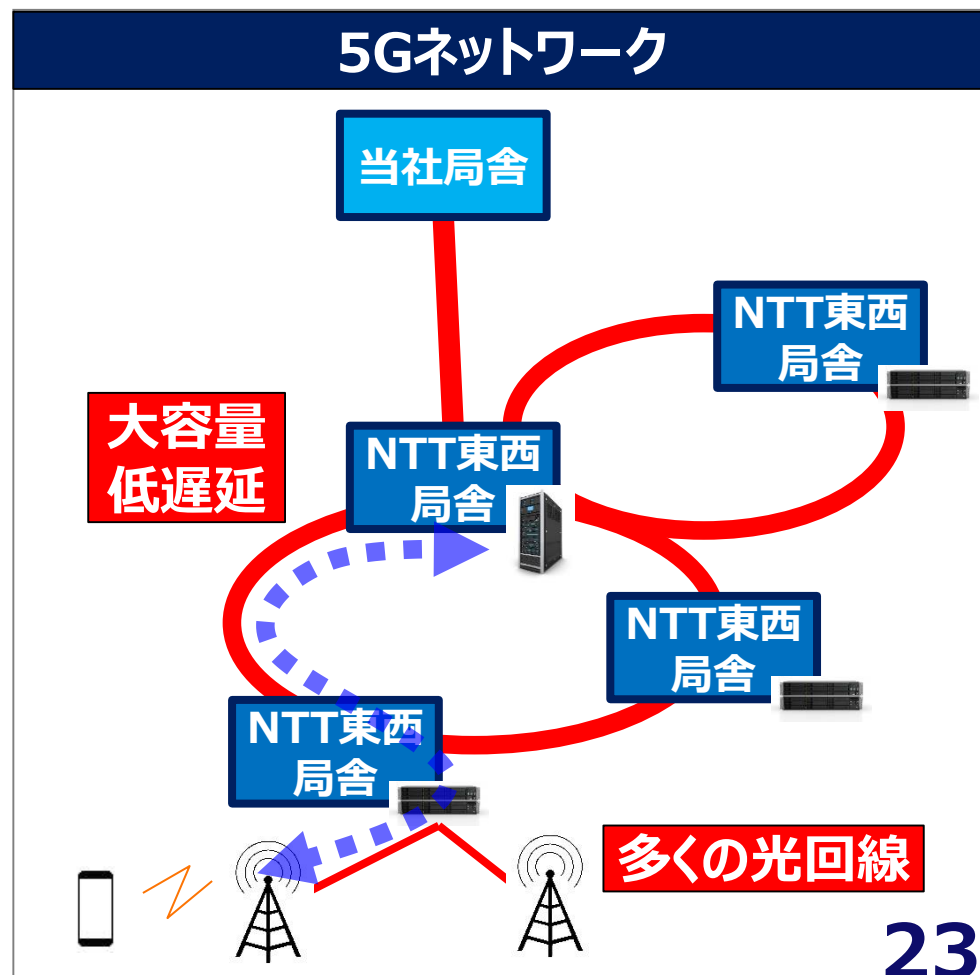 5Gネットワーク
当社局舎
NTT東西
局舎
大容量
低遅延
NTT東西
局舎
NTT東西
局舎
NTT東西
局舎
多くの光回線
23